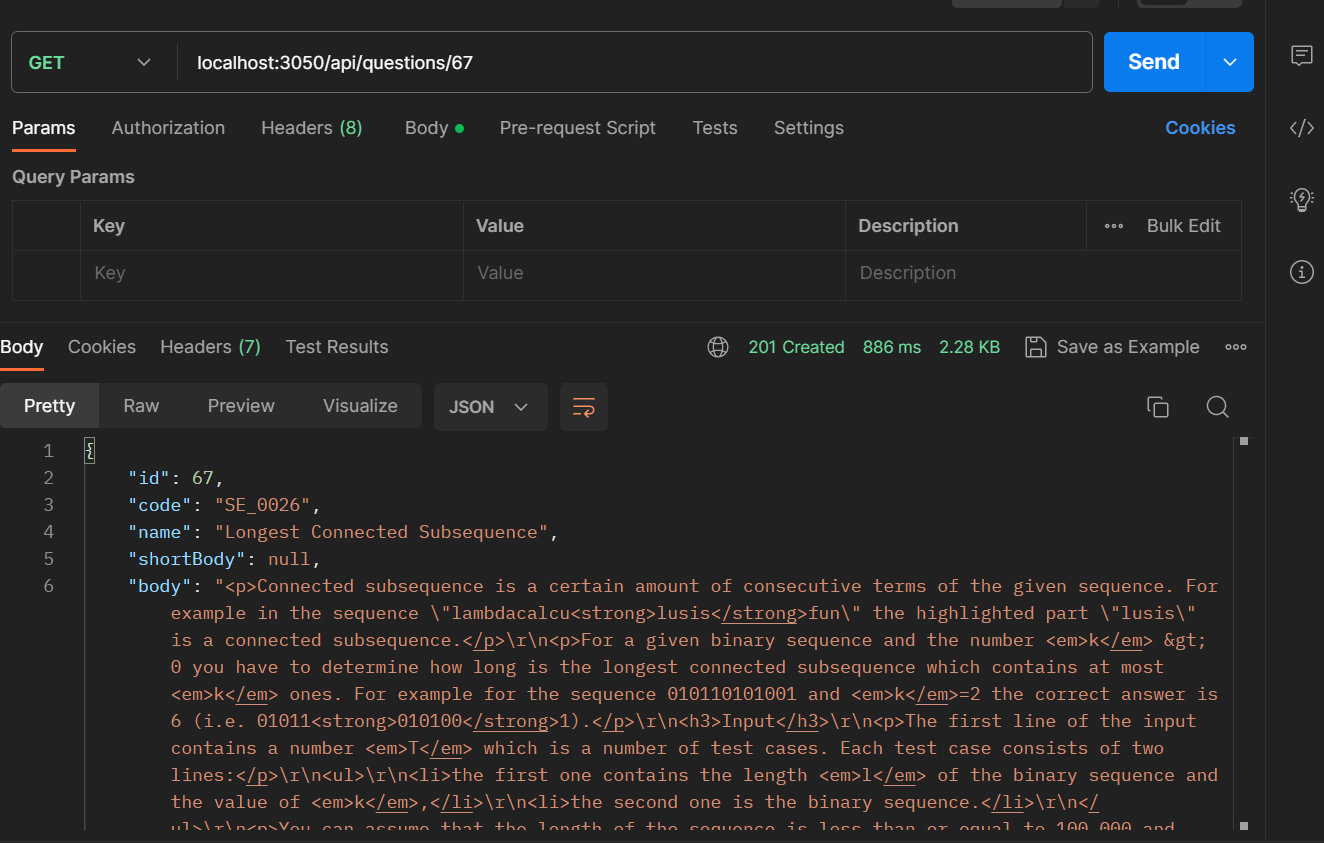 GET localhost:3050/api/questions/67 Send
Params Authorization Headers (8) Body Pre-request Script Tests Settings Cookies
Query Params
Key Value Description Bulk Edit
Key Value Description
Body Cookies Headers (7) Test Results 201 Created 886 ms 2.28 KB Save as Example
Pretty Raw Preview Visualize JSON
1 {
2 "id": 67,
3 "code": "SE_0026",
4 "name": "Longest Connected Subsequence",
5 "shortBody": null,
6 "body": "<p>Connected subsequence is a certain amount of consecutive terms of the given sequence. For
example in the sequence \"lambdacalcu<strong>lusis</strong>fun\" the highlighted part \"lusis\"
is a connected subsequence.</p>\r\n<p>For a given binary sequence and the number <em>k</em> &gt;
0 you have to determine how long is the longest connected subsequence which contains at most
<em>k</em> ones. For example for the sequence 010110101001 and <em>k</em>=2 the correct answer is
6 (i.e. 01011<strong>010100</strong>1).</p>\r\n<h3>Input</h3>\r\n<p>The first line of the input
contains a number <em>T</em> which is a number of test cases. Each test case consists of two
lines:</p>\r\n<ul>\r\n<li>the first one contains the length <em>l</em> of the binary sequence and
the value of <em>k</em>,</li>\r\n<li>the second one is the binary sequence.</li>\r\n</
ul>\r\n<p>You can assume that the length of the sequence is less than or equal to 100 000 and